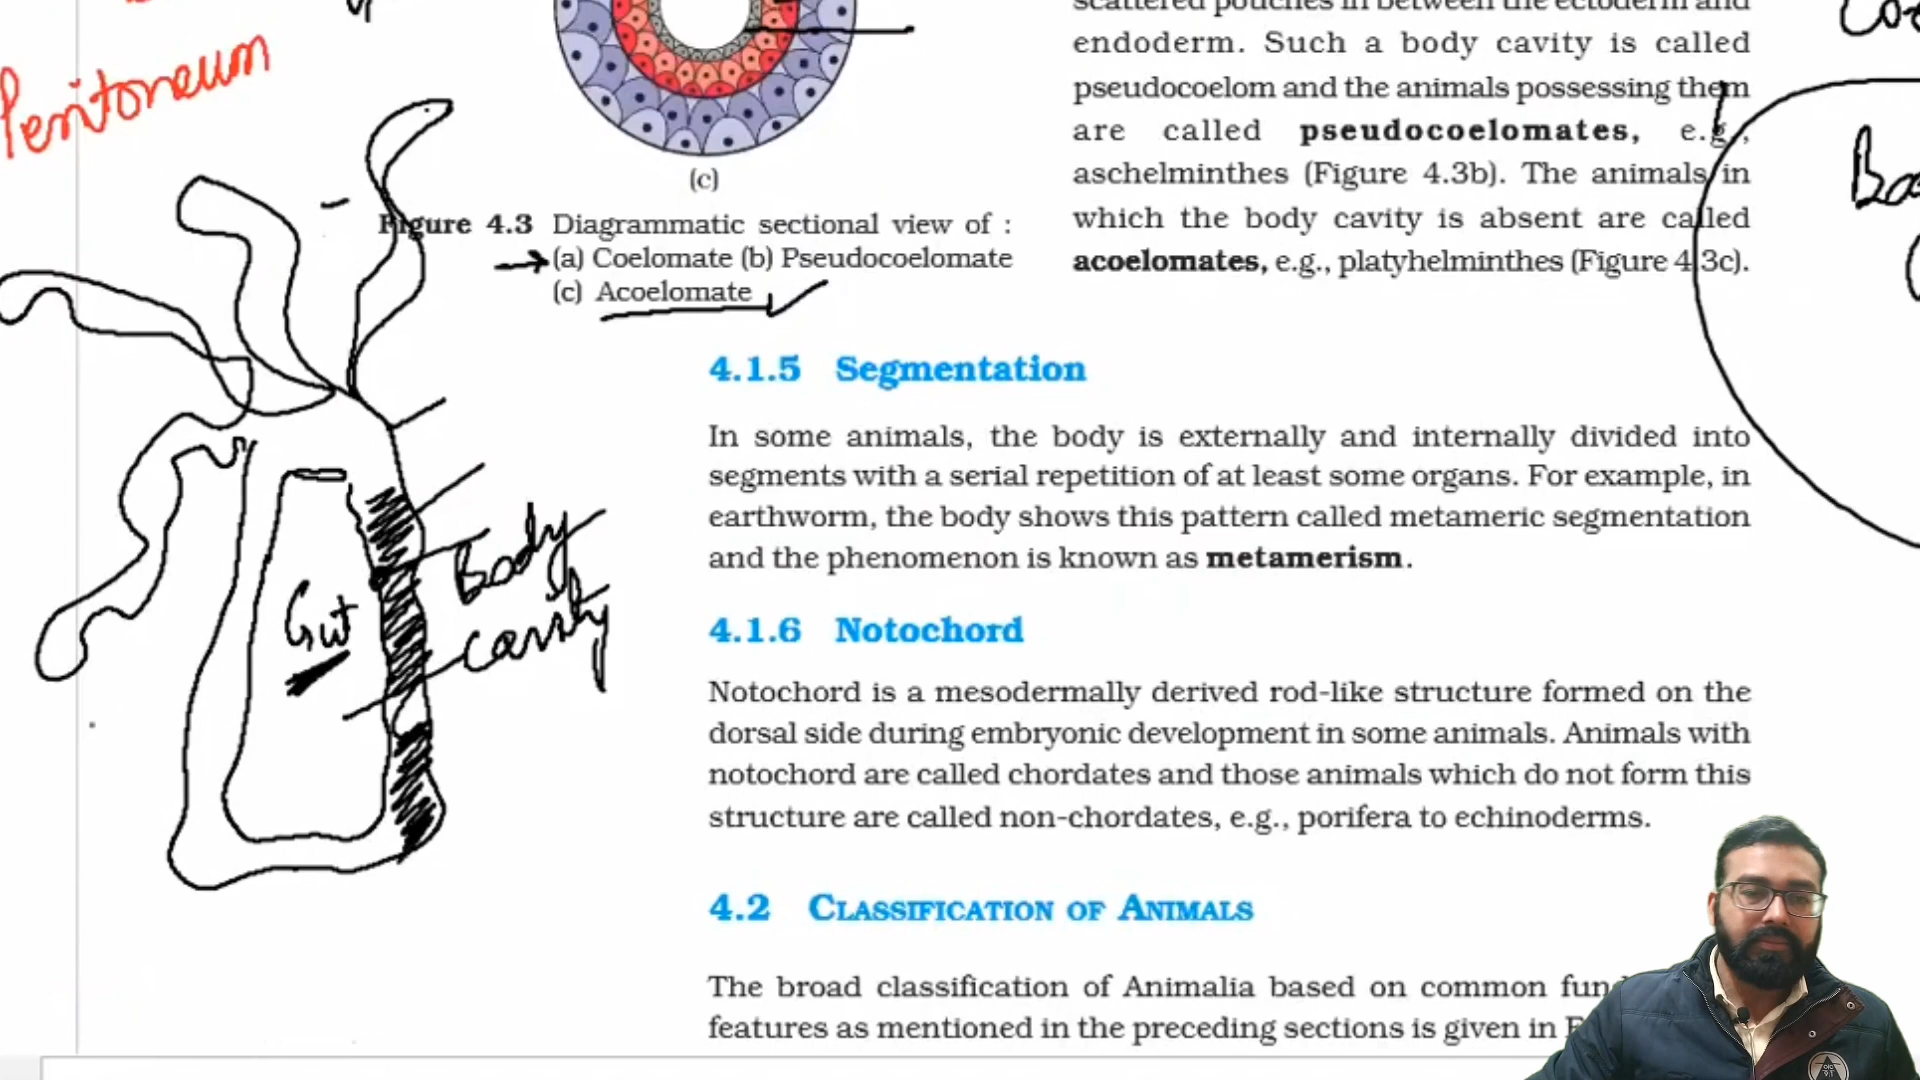 Peritoneum
(c)
Figure 4.3 Diagrammatic sectional view of :
(a) Coelomate (b) Pseudocoelomate
(c) Acoelomate
endoderm. Such a body cavity is called
pseudocoelom and the animals possessing them
are called pseudocoelomates, e.g.,
aschelminthes (Figure 4.3b). The animals in
which the body cavity is absent are called
acoelomates, e.g., platyhelminthes (Figure 4.3c).
4.1.5 Segmentation
In some animals, the body is externally and internally divided into
segments with a serial repetition of at least some organs. For example, in
earthworm, the body shows this pattern called metameric segmentation
and the phenomenon is known as metamerism.
Gut
Body
cavity
4.1.6 Notochord
Notochord is a mesodermally derived rod-like structure formed on the
dorsal side during embryonic development in some animals. Animals with
notochord are called chordates and those animals which do not form this
structure are called non-chordates, e.g., porifera to echinoderms.
4.2 CLASSIFICATION OF ANIMALS
The broad classification of Animalia based on common
features as mentioned in the preceding sections is given in